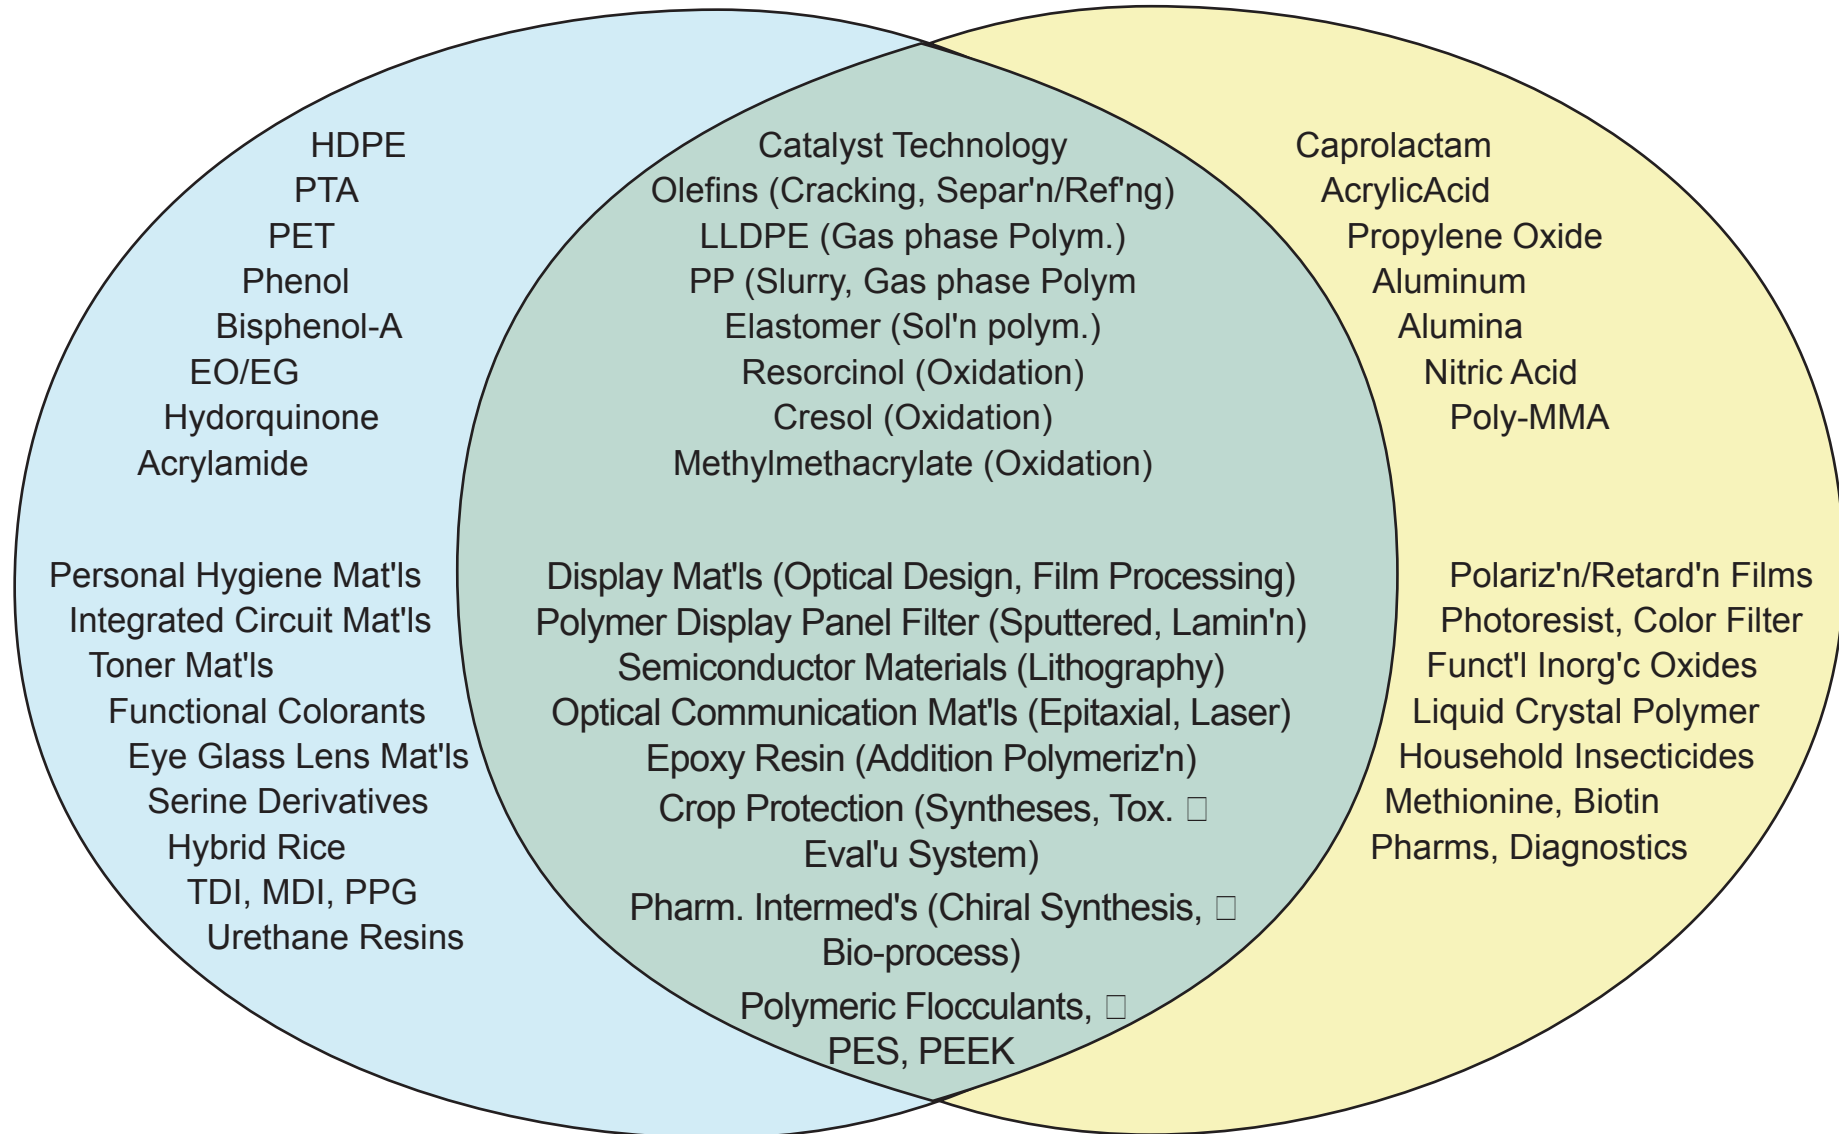 HDPE
PTA
PET
Phenol
Bisphenol-A
EO/EG
Hydorquinone
Acrylamide
Personal Hygiene Mat'ls
Integrated Circuit Mat'ls
Toner Mat'ls
Functional Colorants
Eye Glass Lens Mat'ls
Serine Derivatives
Hybrid Rice
TDI, MDI, PPG
Urethane Resins
Catalyst Technology
Olefins (Cracking, Separ'n/Ref'ng)
LLDPE (Gas phase Polym.)
PP (Slurry, Gas phase Polym
Elastomer (Sol'n polym.)
Resorcinol (Oxidation)
Cresol (Oxidation)
Methylmethacrylate (Oxidation)
Display Mat'ls (Optical Design, Film Processing)
Polymer Display Panel Filter (Sputtered, Lamin'n)
Semiconductor Materials (Lithography)
Optical Communication Mat'ls (Epitaxial, Laser)
Epoxy Resin (Addition Polymeriz'n)
Crop Protection (Syntheses, Tox. □
Eval'u System)
Pharm. Intermed's (Chiral Synthesis, □
Bio-process)
Polymeric Flocculants, □
PES, PEEK
Caprolactam
AcrylicAcid
Propylene Oxide
Aluminum
Alumina
Nitric Acid
Poly-MMA
Polariz'n/Retard'n Films
Photoresist, Color Filter
Funct'l Inorg'c Oxides
Liquid Crystal Polymer
Household Insecticides
Methionine, Biotin
Pharms, Diagnostics